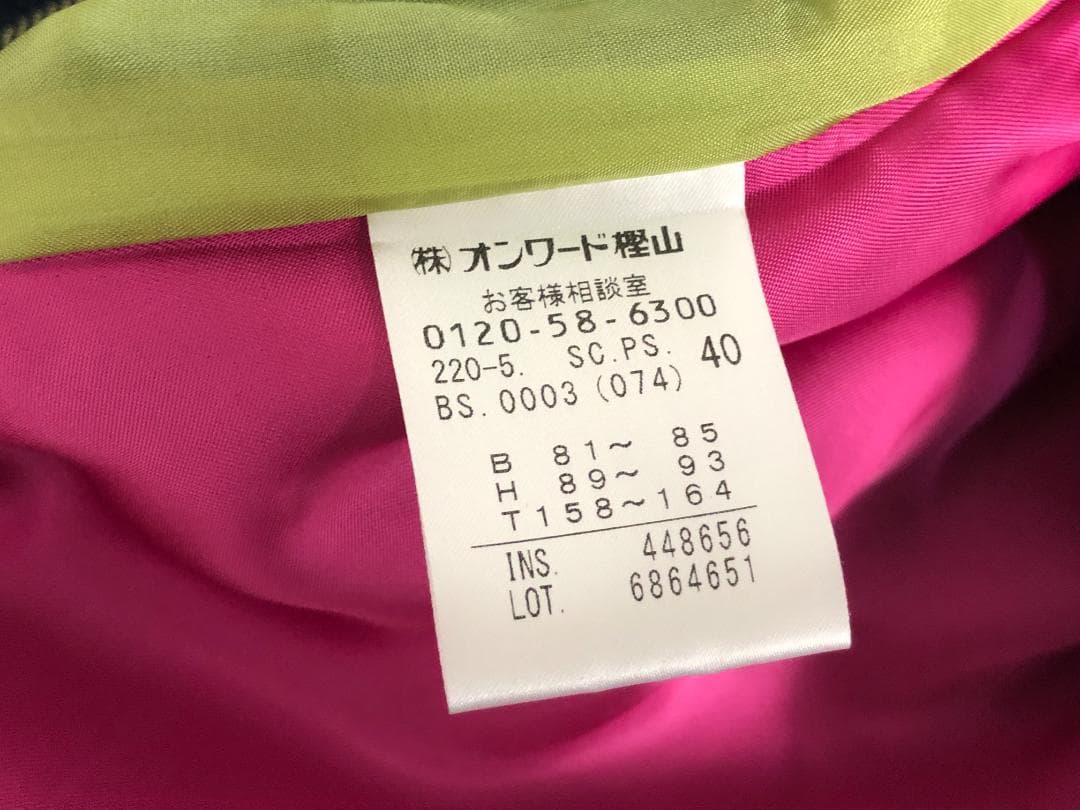 ㈱オンワード樫山
お客様相談室
0120-58-6300
220-5. SC.PS. 40
BS.0003 (074)
B 81～ 85
H 89～ 93
T158～164
INS. 448656
LOT. 6864651